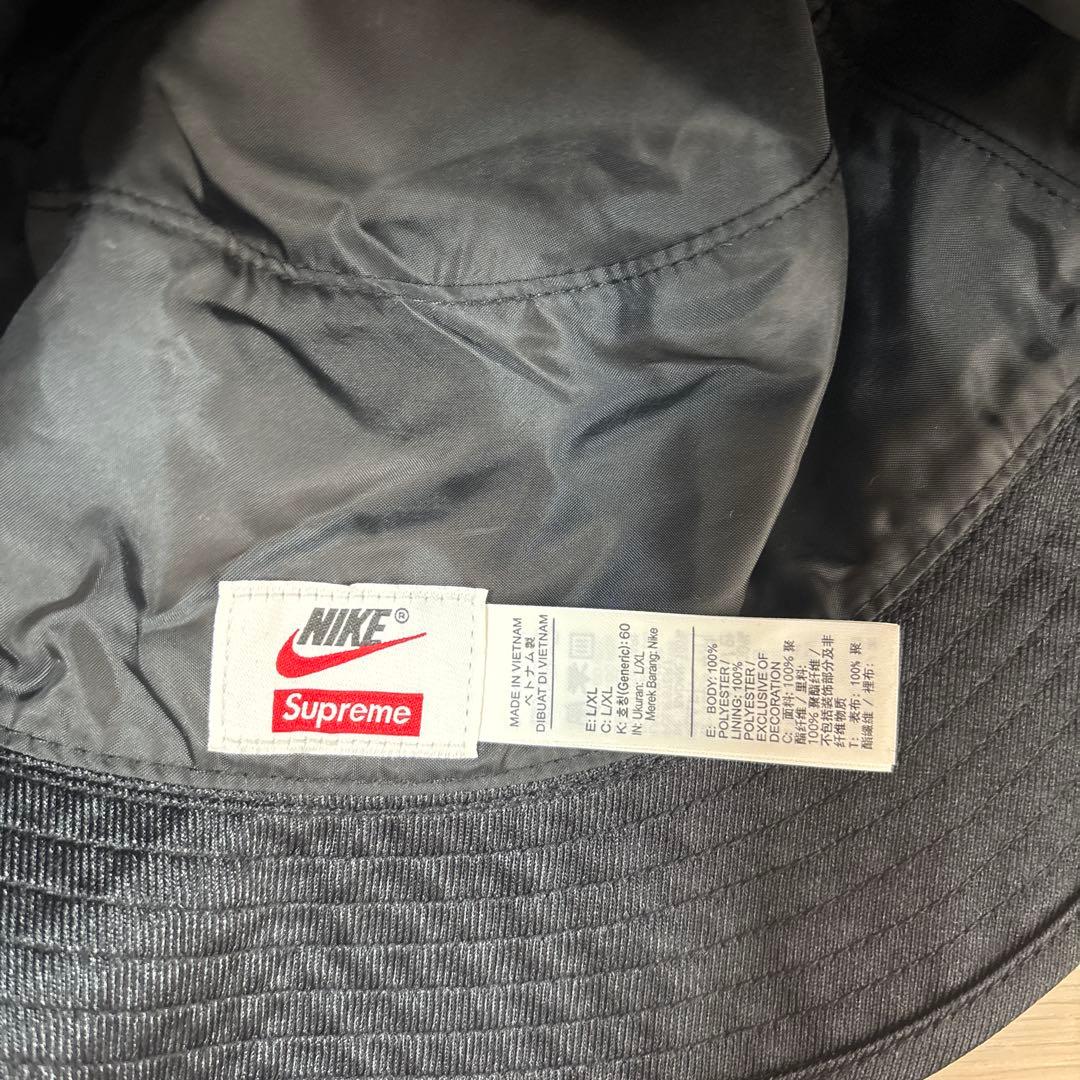 NIKE®
Supreme
MADE IN VIETNAM
ベトナム製
DIBUAT DI VIETNAM
E: L/XL
C: L/XL
K: 호칭(Generic):60
IN Ukuran: L/XL
Merek Barang: Nike
E: BODY: 100%
POLYESTER/
LINING: 100%
POLYESTER/
EXCLUSIVE OF
DECORATION
C: 面料: 100% 聚
酯纤维/ 里料:
100% 聚酯纤维/
不包括装饰部分及非
纤维物质
T: 表布: 100% 聚
酯纖維 / 裡布: